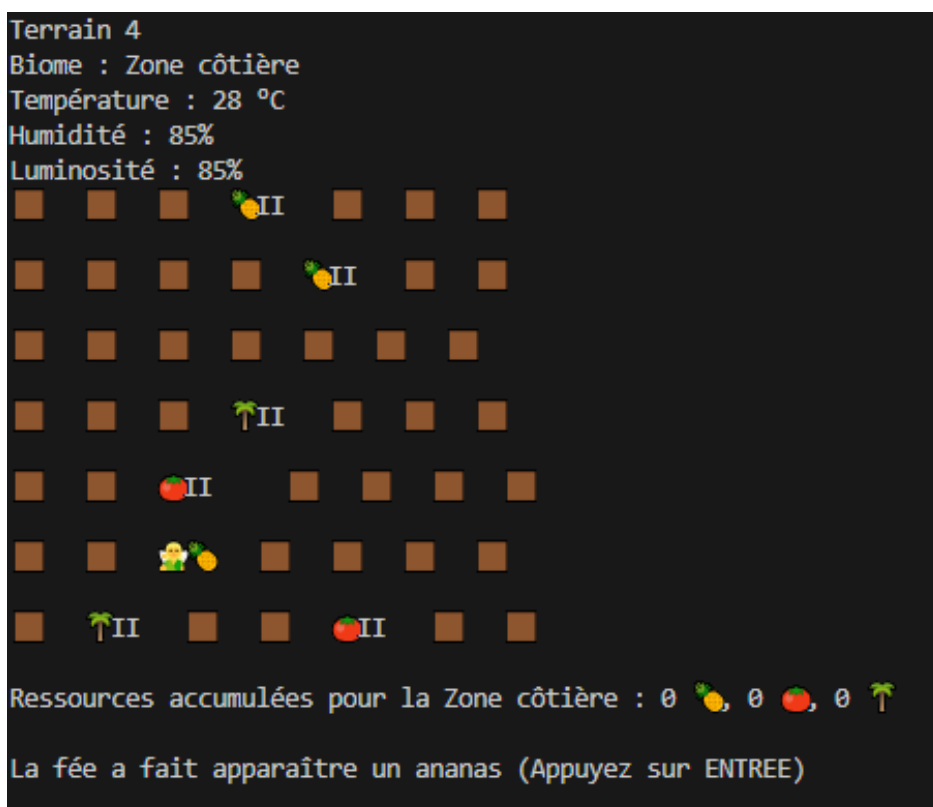 Terrain 4
Biome : Zone côtière
Température : 28 °C
Humidité : 85%
Luminosité : 85%
🟫 🟫 🟫 🍍II 🟫 🟫 🟫
🟫 🟫 🟫 🟫 🍍II 🟫 🟫
🟫 🟫 🟫 🟫 🟫 🟫 🟫
🟫 🟫 🟫 🌴II 🟫 🟫 🟫
🟫 🟫 🍅II 🟫 🟫 🟫 🟫
🟫 🟫 🧚🍍 🟫 🟫 🟫 🟫
🟫 🌴II 🟫 🟫 🍅II 🟫 🟫
Ressources accumulées pour la Zone côtière : 0 🍍, 0 🍅, 0 🌴
La fée a fait apparaître un ananas (Appuyez sur ENTREE)